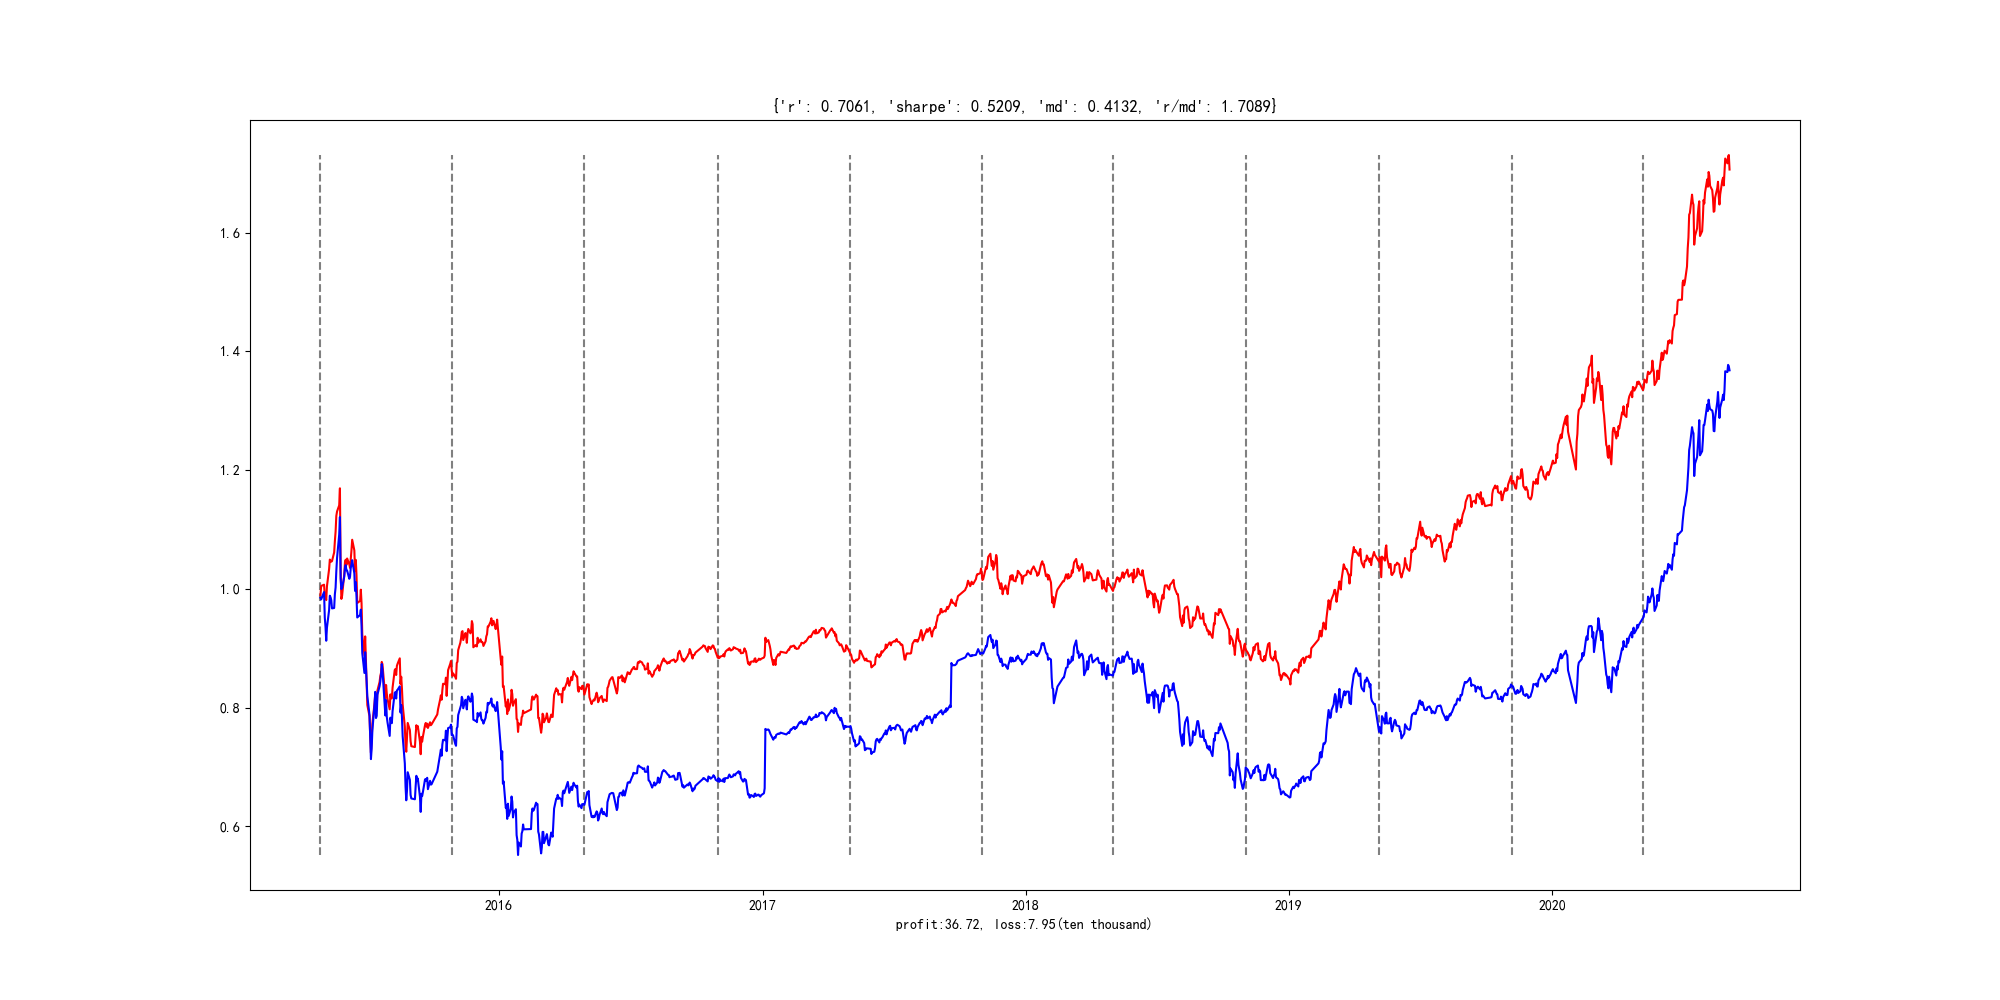 {'r': 0.7061, 'sharpe': 0.5209, 'md': 0.4132, 'r/md': 1.7089}
1.6
1.4
1.2
1.0
0.8
0.6
2016 2017 2018 2019 2020
profit:36.72, loss:7.95(ten thousand)